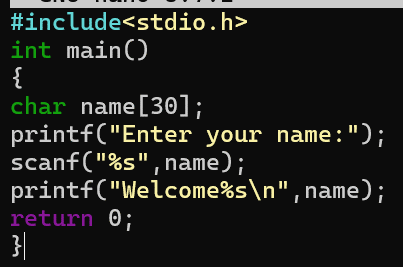 #include<stdio.h>
int main()
{
char name[30];
printf("Enter your name:");
scanf("%s",name);
printf("Welcome%s\n",name);
return 0;
}